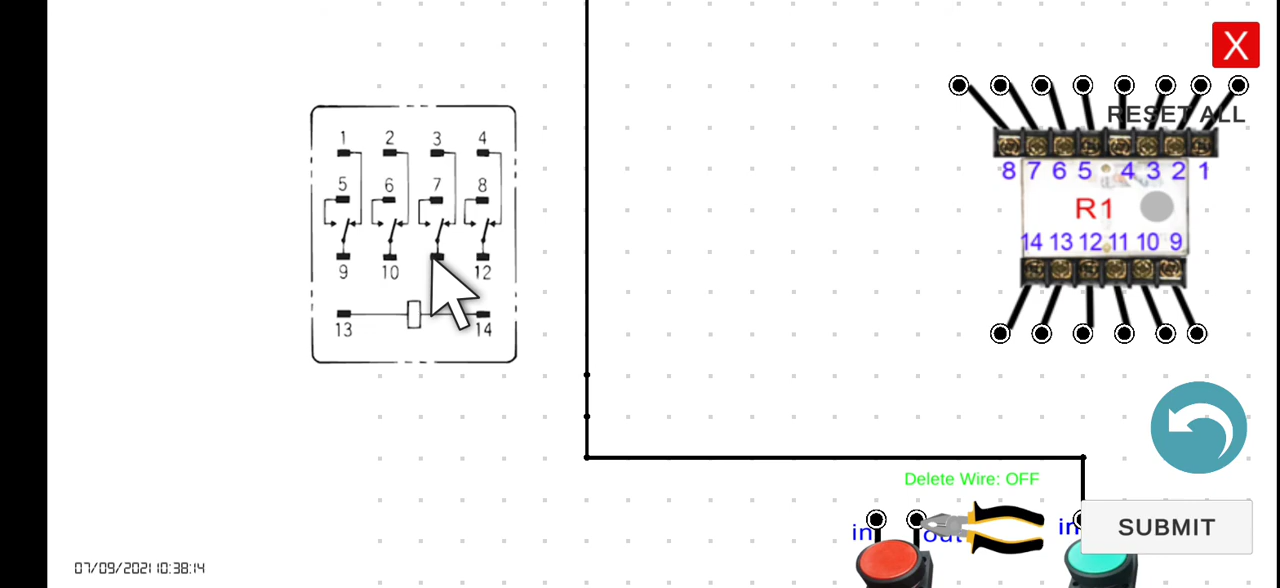 X
RESET ALL
1 2 3 4
5 6 7 8
9 10 12
13 14
8 7 6 5 4 3 2 1
R1
14 13 12 11 10 9
Delete Wire: OFF
in out in
SUBMIT
07/09/2021 10:38:14